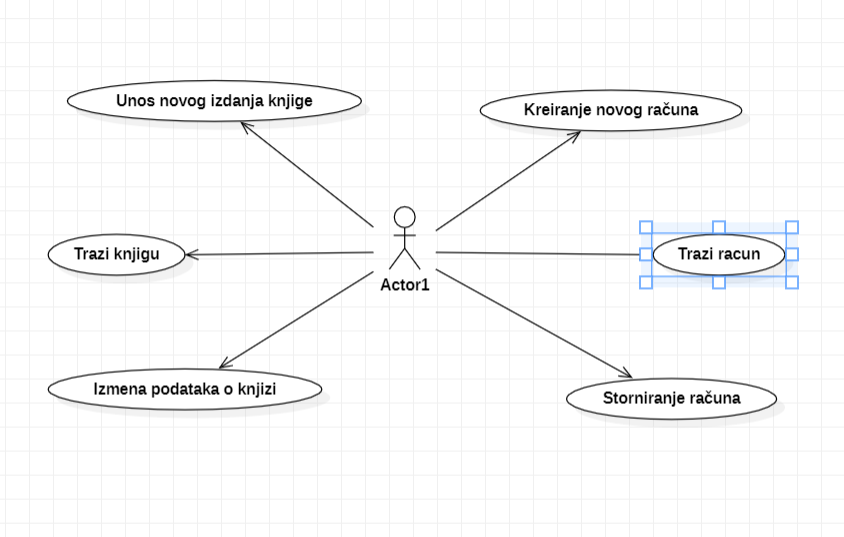 Unos novog izdanja knjige
Kreiranje novog računa
Trazi knjigu
Trazi racun
Actor1
Izmena podataka o knjizi
Storniranje računa